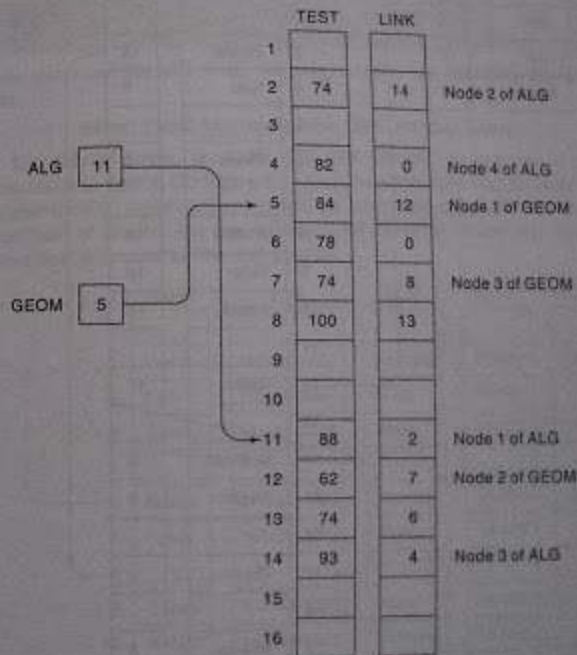 TEST LINK
1
2 74 14 Node 2 of ALG
3
ALG 11 4 82 0 Node 4 of ALG
5 84 12 Node 1 of GEOM
6 78 0
7 74 8 Node 3 of GEOM
GEOM 5 8 100 13
9
10
11 88 2 Node 1 of ALG
12 62 7 Node 2 of GEOM
13 74 6
14 93 4 Node 3 of ALG
15
16